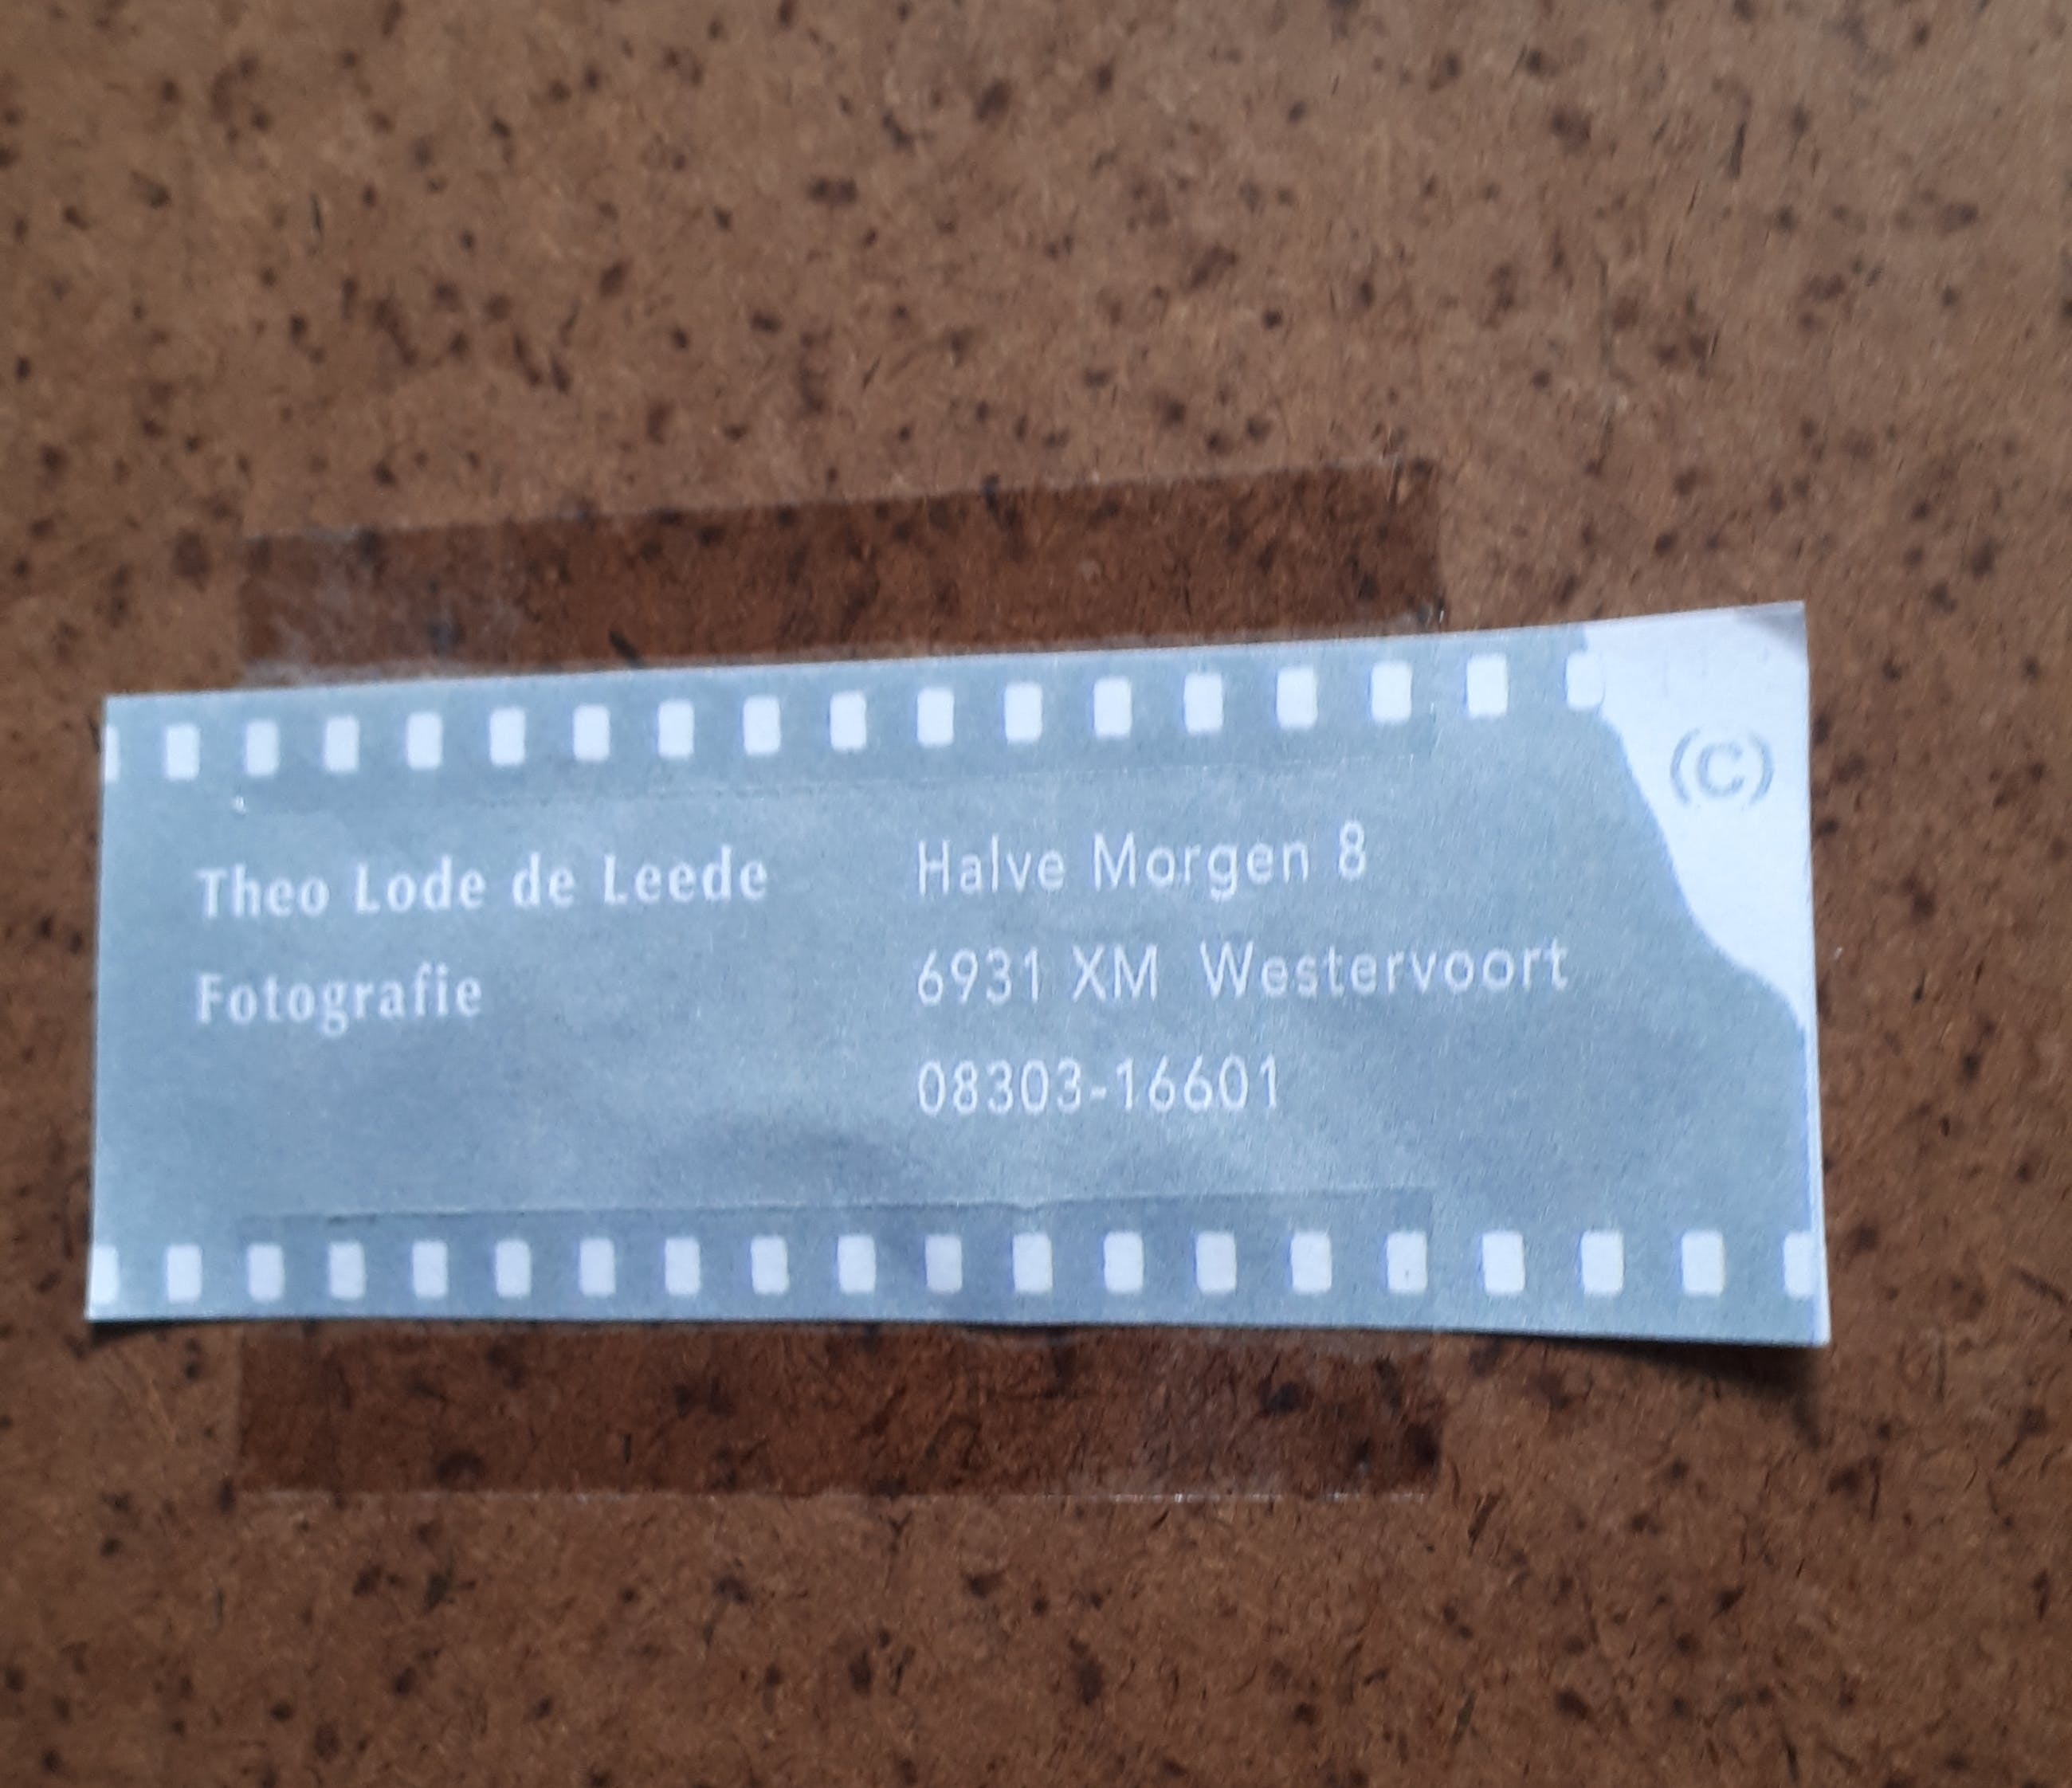 Theo Lode de Leede
Fotografie
Halve Morgen 8
6931 XM Westervoort
08303-16601
(C)